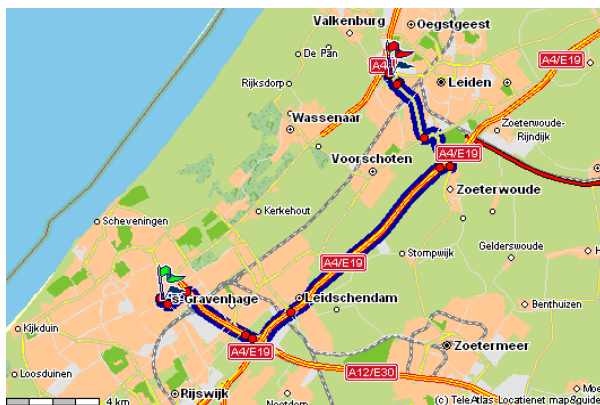 Valkenburg
Oegstgeest
De Pan
A4/E19
A4
Rijksdorp
Leiden
Wassenaar
Zoeterwoude-
Rijndijk
A4/E19
Voorschoten
Zoeterwoude
Kerkehout
Scheveningen
Stompwijk
Gelderswoude
A4/E19
's-Gravenhage
Leidschendam
Benthuizen
Kijkduin
Zoetermeer
A4/E19
A12/E30
Loosduinen
Rijswijk
4 km
(c) TeleAtlas Locatienet map&guide